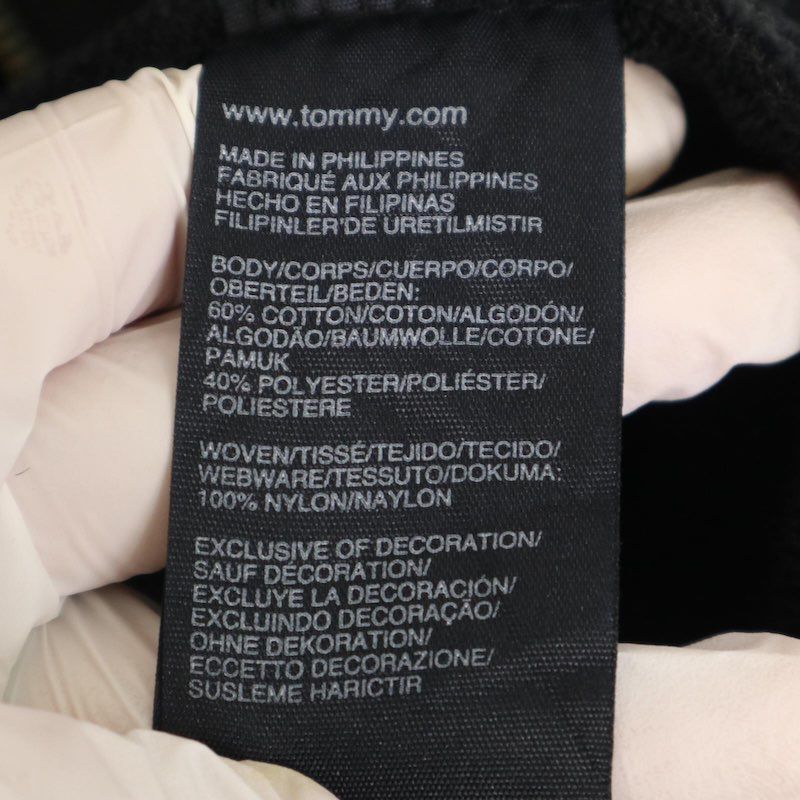 www.tommy.com
MADE IN PHILIPPINES
FABRIQUÉ AUX PHILIPPINES
HECHO EN FILIPINAS
FILIPINLER'DE URETILMISTIR
BODY/CORPS/CUERPO/CORPO/
OBERTEIL/BEDEN:
60% COTTON/COTON/ALGODÓN/
ALGODÃO/BAUMWOLLE/COTONE/
PAMUK
40% POLYESTER/POLIÉSTER/
POLIESTERE
WOVEN/TISSÉ/TEJIDO/TECIDO/
WEBWARE/TESSUTO/DOKUMA:
100% NYLON/NAYLON
EXCLUSIVE OF DECORATION/
SAUF DÉCORATION/
EXCLUYE LA DECORACIÓN/
EXCLUINDO DECORAÇÃO/
OHNE DEKORATION/
ECCETTO DECORAZIONE/
SUSLEME HARICTIR